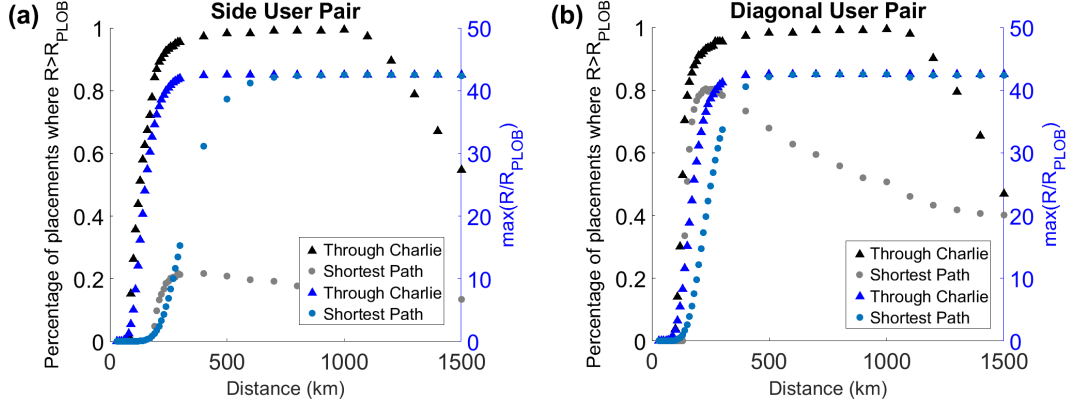 (a)
Side User Pair
Percentage of placements where R>R_PLOB
1
0.8
0.6
0.4
0.2
0
50
40
30
20
10
0
max(R/R_PLOB)
Through Charlie
Shortest Path
Through Charlie
Shortest Path
0
500
1000
1500
Distance (km)
(b)
Diagonal User Pair
Percentage of placements where R>R_PLOB
1
0.8
0.6
0.4
0.2
0
50
40
30
20
10
0
max(R/R_PLOB)
Through Charlie
Shortest Path
Through Charlie
Shortest Path
0
500
1000
1500
Distance (km)